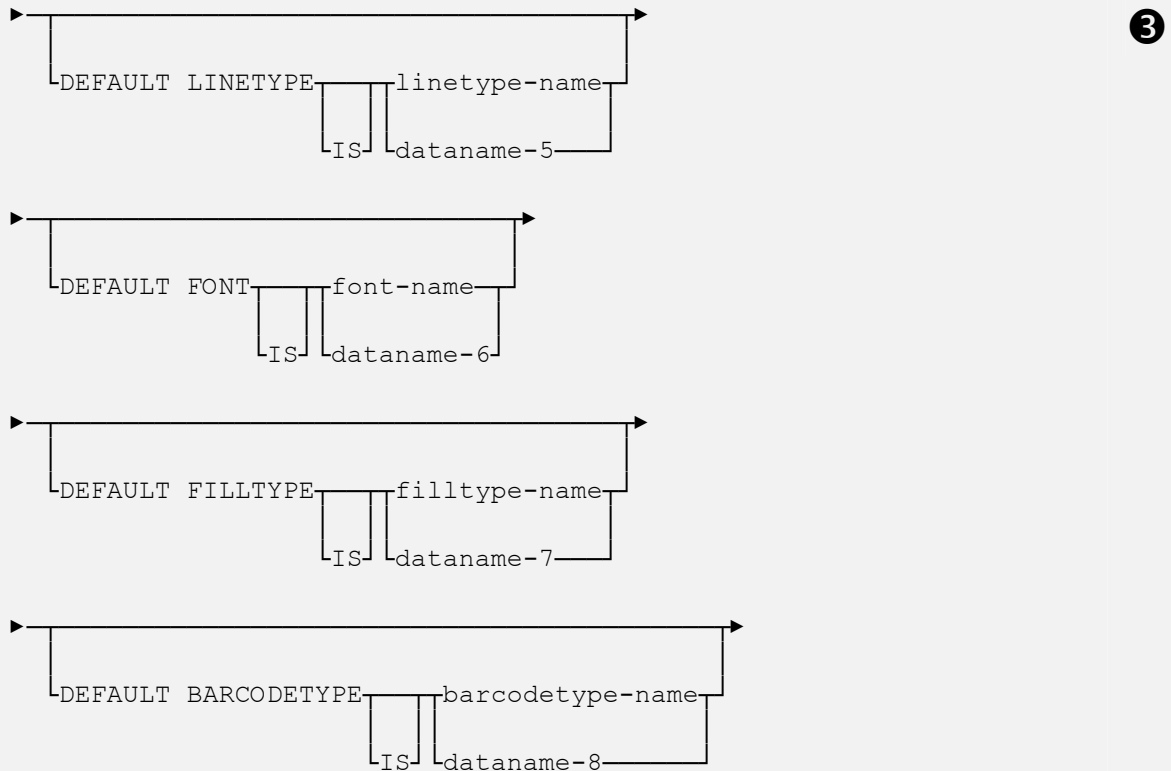 ❸
DEFAULT LINETYPE linetype-name
IS dataname-5
DEFAULT FONT font-name
IS dataname-6
DEFAULT FILLTYPE filltype-name
IS dataname-7
DEFAULT BARCODETYPE barcodetype-name
IS dataname-8